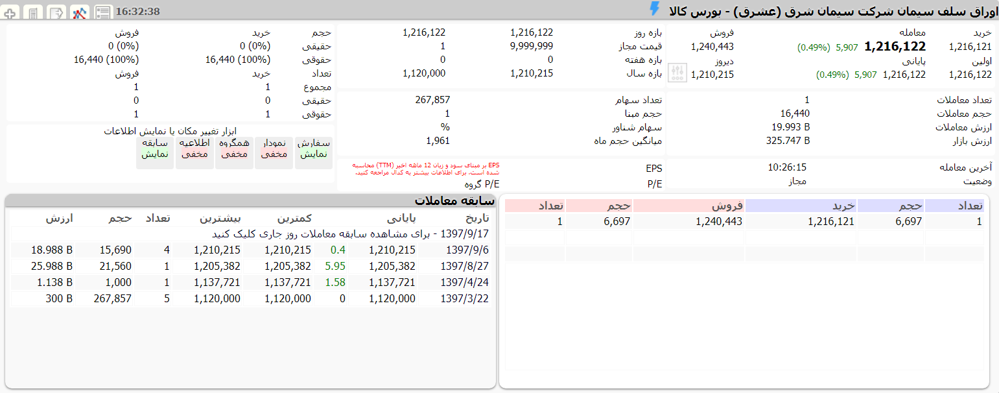 اوراق سلف سیمان شرکت سیمان شرق (عشرق) - بورس کالا
16:32:38
خرید معامله فروش
1,216,121 1,216,122 5,907 (0.49%) 1,240,443
اولین پایانی دیروز
1,216,122 1,216,122 5,907 (0.49%) 1,210,215
تعداد معاملات 1
حجم معاملات 16,440
ارزش معاملات 19.993 B
ارزش بازار 325.747 B
آخرین معامله 10:26:15
وضعیت مجاز
بازه روز 1,216,122 1,216,122
قیمت مجاز 9,999,999 1
بازه هفته 0 0
بازه سال 1,210,215 1,120,000
تعداد سهام 267,857
حجم مبنا 1
سهام شناور %
میانگین حجم ماه 1,961
EPS
EPS بر مبنای سود و زیان 12 ماهه اخیر (TTM) محاسبه
شده است. برای اطلاعات بیشتر به کدال مراجعه کنید.
P/E P/E گروه
حجم خرید فروش
حقیقی 0 (0%) 0 (0%)
حقوقی 16,440 (100%) 16,440 (100%)
تعداد خرید فروش
مجموع 1 1
حقیقی 0 0
حقوقی 1 1
ابزار تغییر مکان یا نمایش اطلاعات
سفارش نمودار همگروه اطلاعیه سابقه
نمایش مخفی مخفی مخفی نمایش
تعداد حجم خرید فروش حجم تعداد
1 6,697 1,216,121 1,240,443 6,697 1
سابقه معاملات
تاریخ پایانی کمترین بیشترین تعداد حجم ارزش
1397/9/17 - برای مشاهده سابقه معاملات روز جاری کلیک کنید
1397/9/6 1,210,215 0.4 1,210,215 1,210,215 4 15,690 18.988 B
1397/8/27 1,205,382 5.95 1,205,382 1,205,382 1 21,560 25.988 B
1397/4/24 1,137,721 1.58 1,137,721 1,137,721 1 1,000 1.138 B
1397/3/22 1,120,000 0 1,120,000 1,120,000 5 267,857 300 B